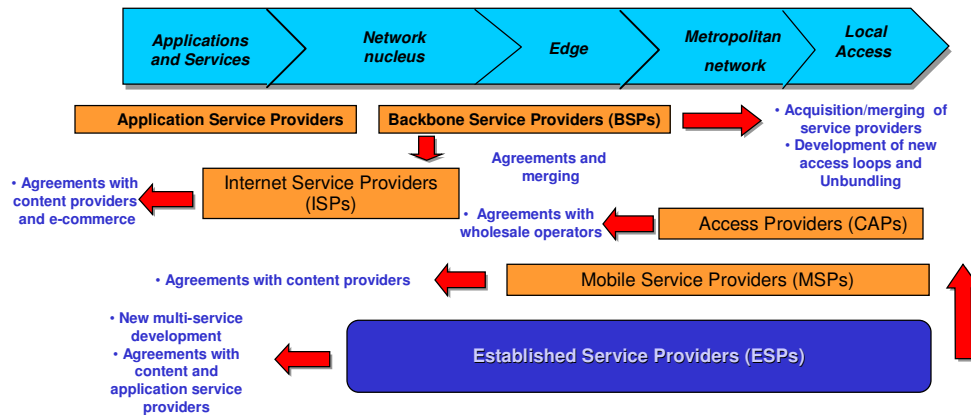 Applications
and Services
Network
nucleus
Edge
Metropolitan
network
Local
Access
Application Service Providers
Backbone Service Providers (BSPs)
• Acquisition/merging of
service providers
• Development of new
access loops and
Unbundling
Agreements and
merging
• Agreements with
content providers
and e-commerce
Internet Service Providers
(ISPs)
• Agreements with
wholesale operators
Access Providers (CAPs)
• Agreements with content providers
Mobile Service Providers (MSPs)
• New multi-service
development
• Agreements with
content and
application service
providers
Established Service Providers (ESPs)